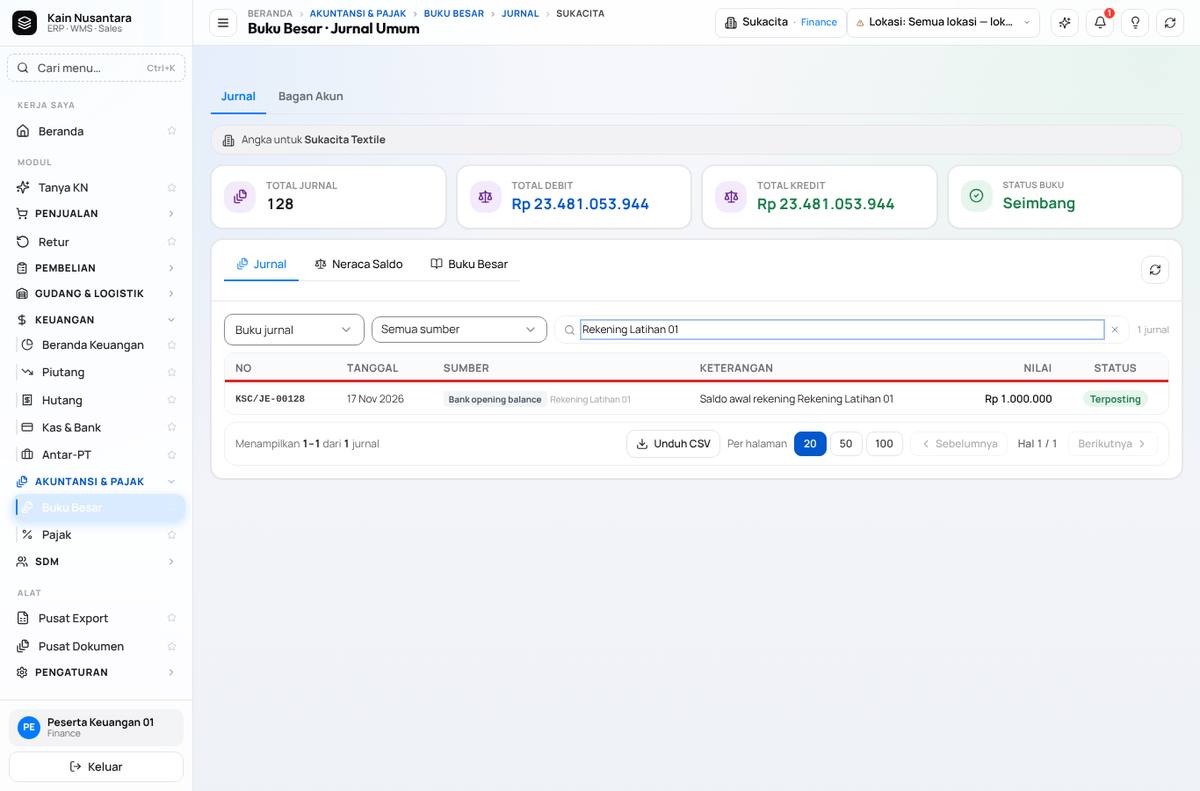 Kain Nusantara
ERP · WMS · Sales
Cari menu... Ctrl+K
KERJA SAYA
Beranda
MODUL
Tanya KN
PENJUALAN
Retur
PEMBELIAN
GUDANG & LOGISTIK
KEUANGAN
Beranda Keuangan
Piutang
Hutang
Kas & Bank
Antar-PT
AKUNTANSI & PAJAK
Buku Besar
Pajak
SDM
ALAT
Pusat Export
Pusat Dokumen
PENGATURAN
PE
Peserta Keuangan 01
Finance
Keluar
BERANDA > AKUNTANSI & PAJAK > BUKU BESAR > JURNAL > SUKACITA
Buku Besar · Jurnal Umum
Sukacita · Finance
Lokasi: Semua lokasi — lok...
1
Jurnal Bagan Akun
Angka untuk Sukacita Textile
TOTAL JURNAL
128
TOTAL DEBIT
Rp 23.481.053.944
TOTAL KREDIT
Rp 23.481.053.944
STATUS BUKU
Seimbang
Jurnal Neraca Saldo Buku Besar
Buku jurnal Semua sumber Rekening Latihan 01 1 jurnal
NO TANGGAL SUMBER KETERANGAN NILAI STATUS
KSC/JE-00128 17 Nov 2026 Bank opening balance Rekening Latihan 01 Saldo awal rekening Rekening Latihan 01 Rp 1.000.000 Terposting
Menampilkan 1–1 dari 1 jurnal Unduh CSV Per halaman 20 50 100 Sebelumnya Hal 1 / 1 Berikutnya